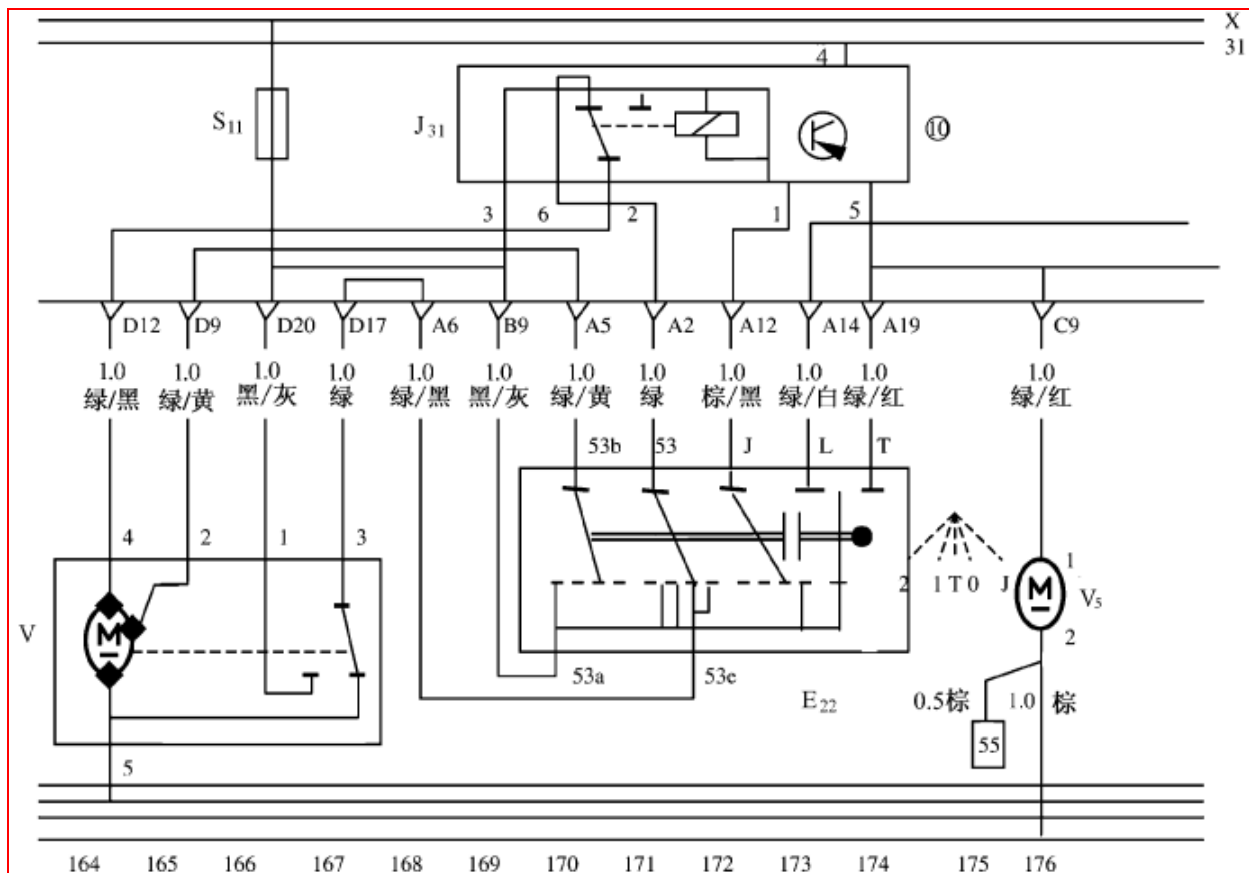 X
31
4
S11
J31
⑩
3 6 2 1 5
D12 D9 D20 D17 A6 B9 A5 A2 A12 A14 A19 C9
1.0 1.0 1.0 1.0 1.0 1.0 1.0 1.0 1.0 1.0 1.0 1.0
绿/黑 绿/黄 黑/灰 绿 绿/黑 黑/灰 绿/黄 绿 棕/黑 绿/白 绿/红 绿/红
53b 53 J L T
4 2 1 3
1
2 1 T 0 J
M
V5
V
M
2
53a 53e
E22
0.5棕 1.0 棕
55
5
164 165 166 167 168 169 170 171 172 173 174 175 176